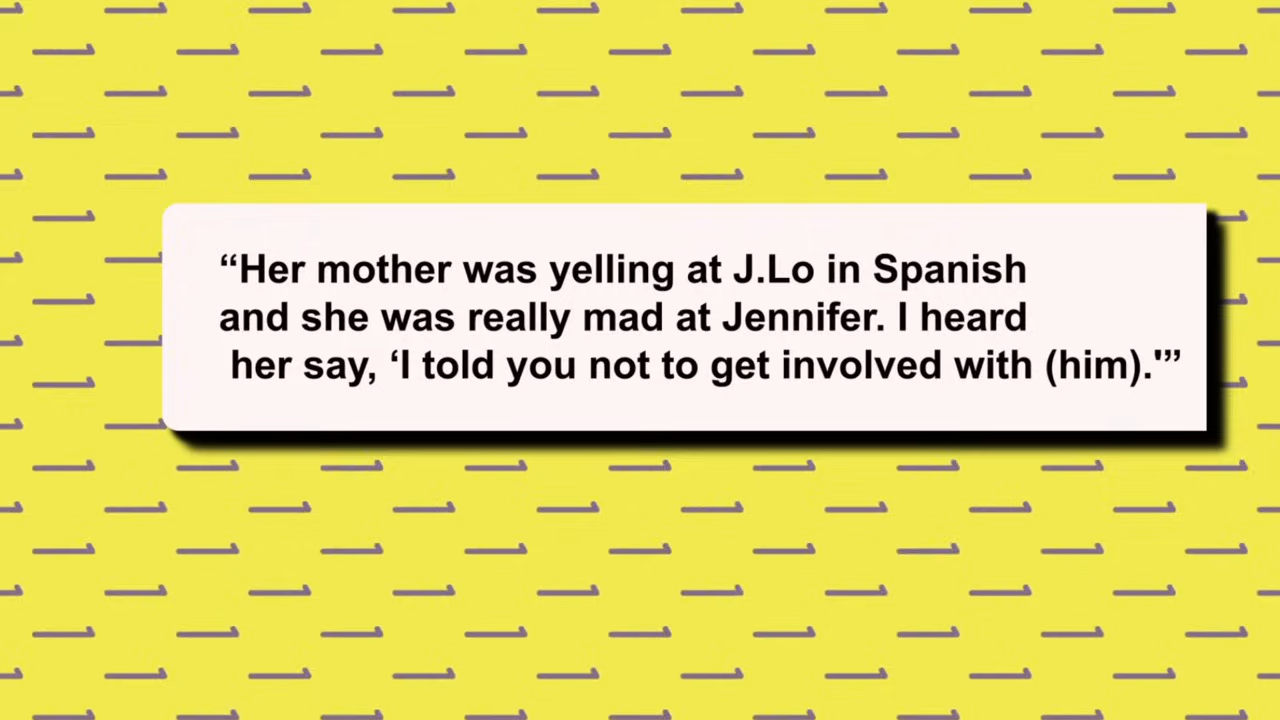 “Her mother was yelling at J.Lo in Spanish
and she was really mad at Jennifer. I heard
her say, ‘I told you not to get involved with (him).'”